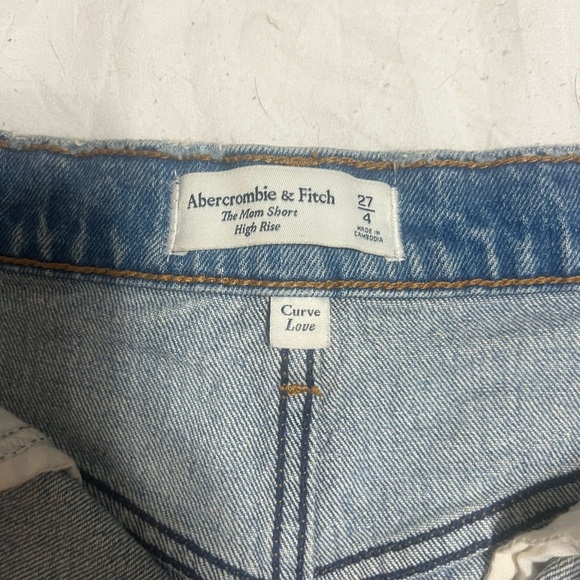 Abercrombie & Fitch
The Mom Short
High Rise
27
4
MADE IN
CAMBODIA
Curve
Love